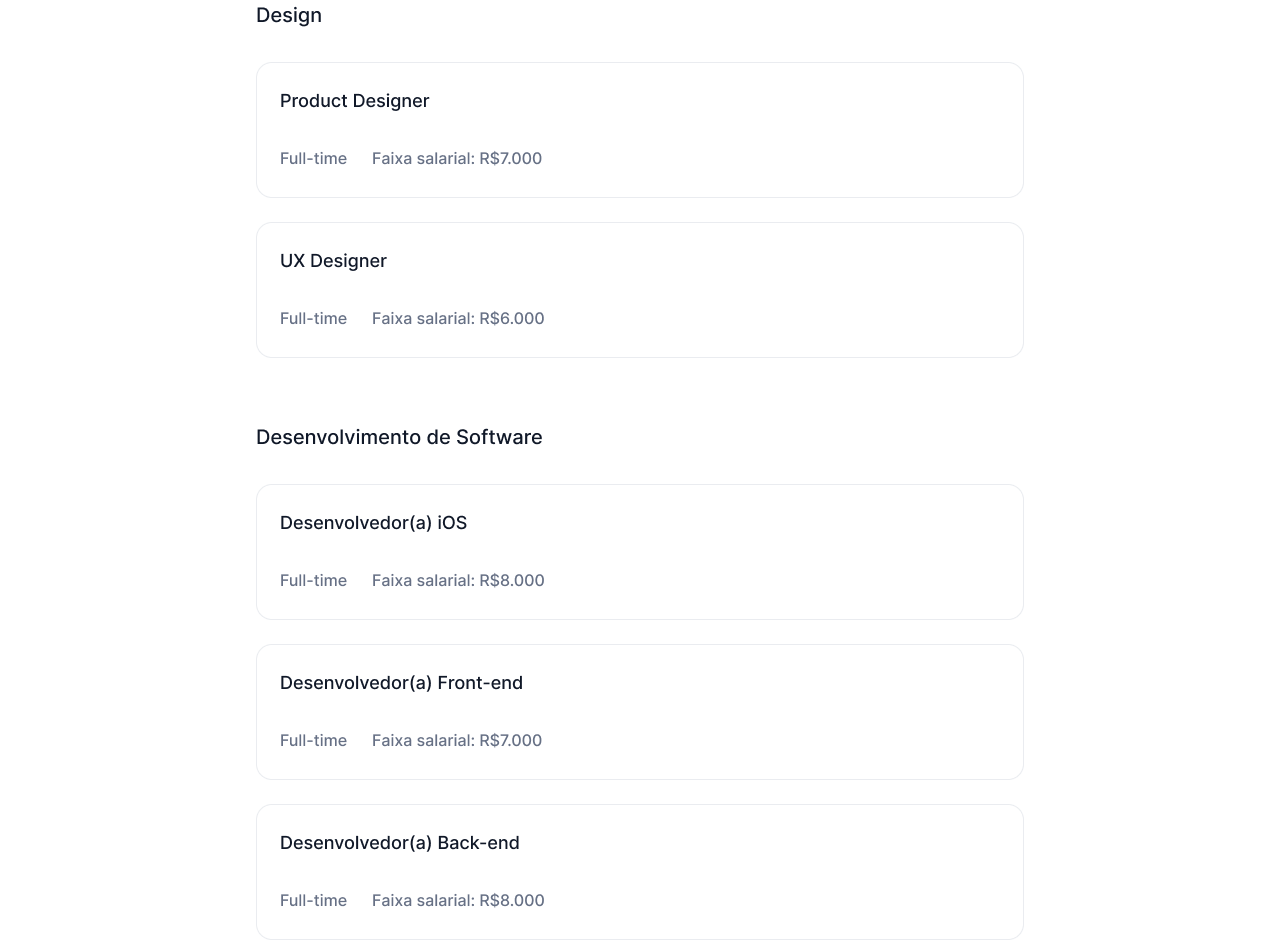 Design
Product Designer
Full-time Faixa salarial: R$7.000
UX Designer
Full-time Faixa salarial: R$6.000
Desenvolvimento de Software
Desenvolvedor(a) iOS
Full-time Faixa salarial: R$8.000
Desenvolvedor(a) Front-end
Full-time Faixa salarial: R$7.000
Desenvolvedor(a) Back-end
Full-time Faixa salarial: R$8.000